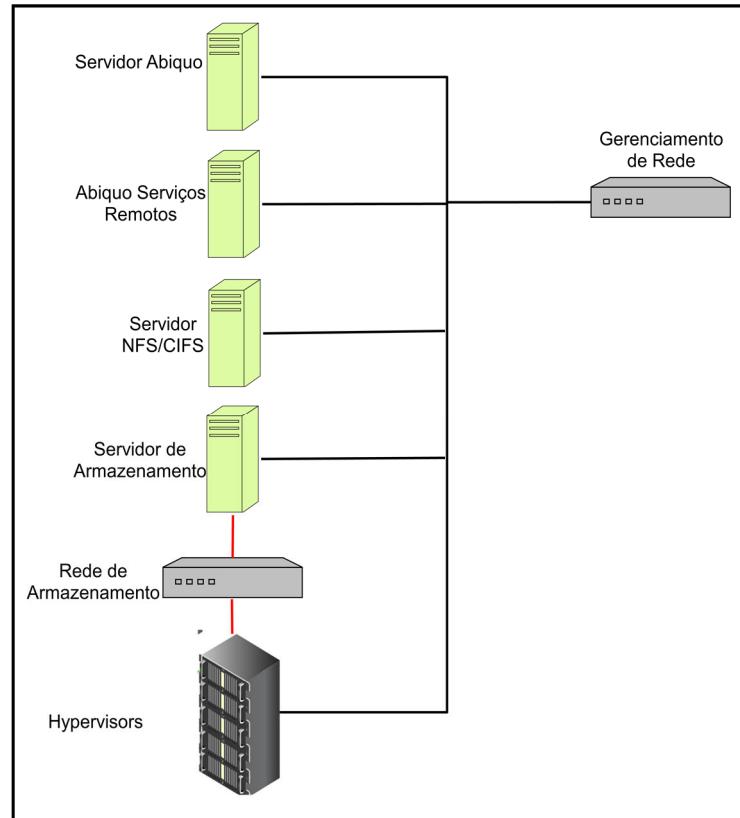 Servidor Abiquo
Gerenciamento
de Rede
Abiquo Serviços
Remotos
Servidor
NFS/CIFS
Servidor de
Armazenamento
Rede de
Armazenamento
Hypervisors